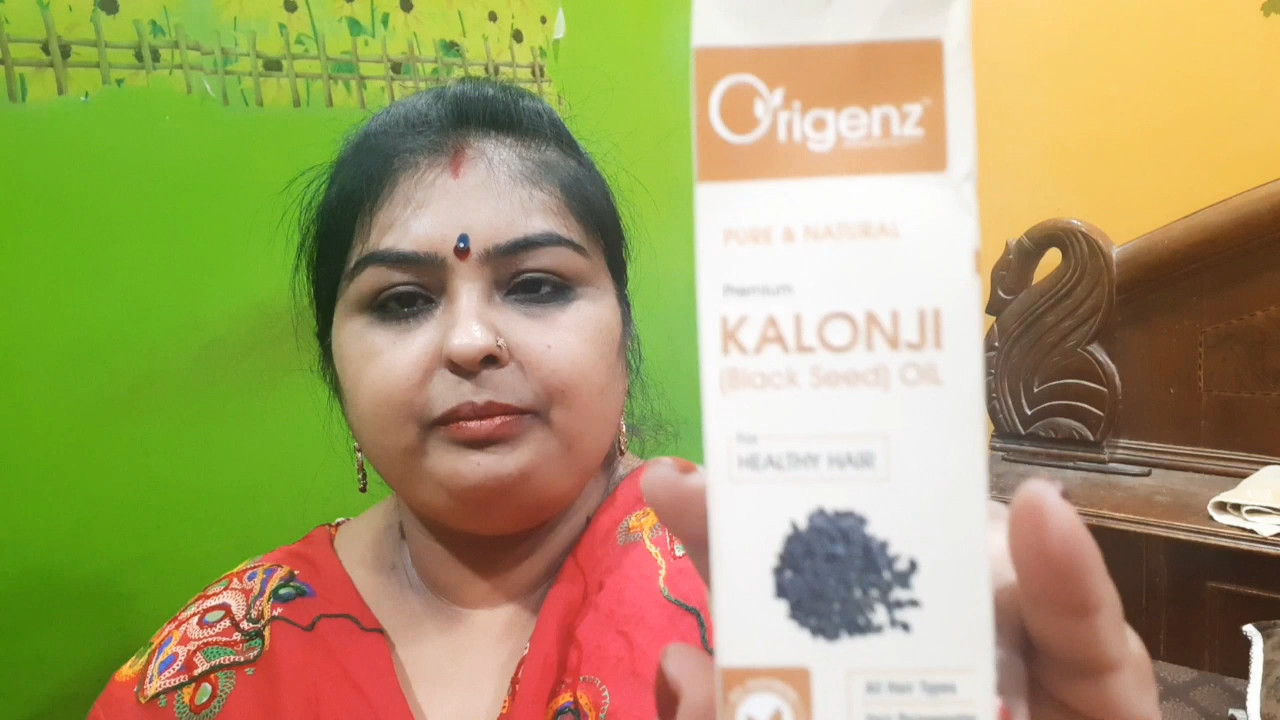 Origenz
PURE & NATURAL
Premium
KALONJI
(Black Seed) OIL
For
HEALTHY HAIR
All Hair Types